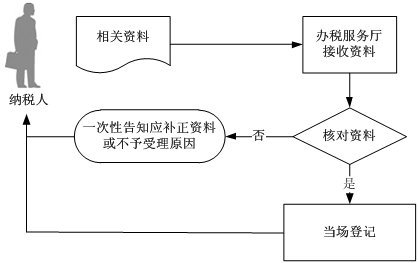 相关资料
办税服务厅
接收资料
纳税人
一次性告知应补正资料
或不予受理原因
否
核对资料
是
当场登记